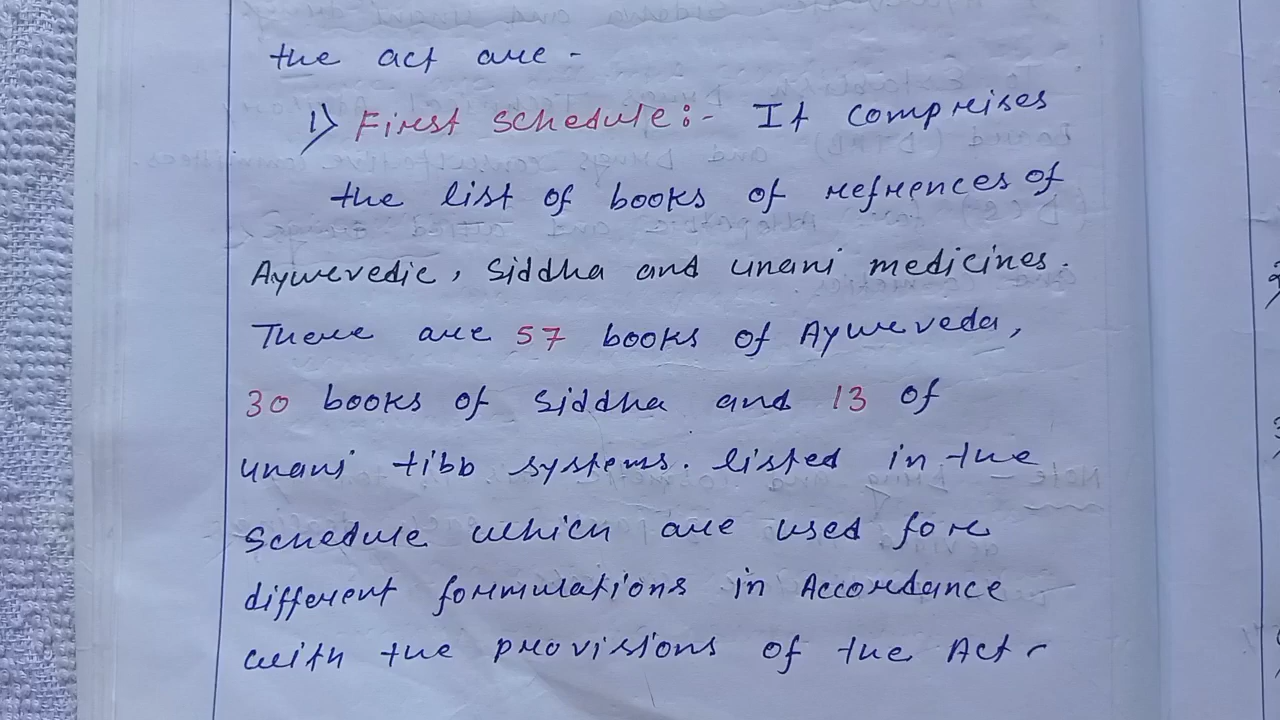 the act are -
1) First schedule:- It comprises
the list of books of refrences of
Ayurvedic, Siddha and unani medicines.
There are 57 books of Ayurveda,
30 books of Siddha and 13 of
unani tibb systems. listed in the
schedule which are used for
different formulations in Accordance
with the provisions of the Act.